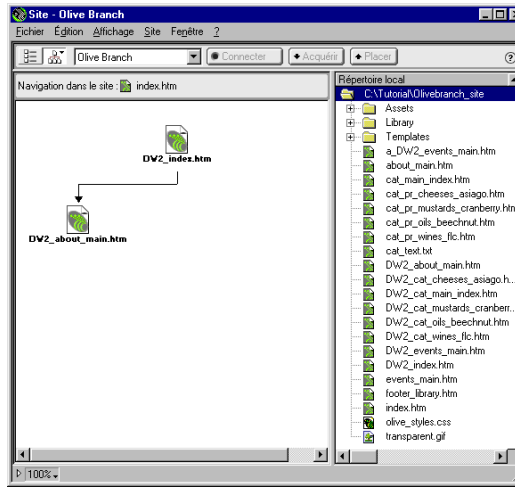 Site - Olive Branch
Fichier Édition Affichage Site Fenêtre ?
Olive Branch Connecter Acquérir Placer ?
Navigation dans le site : index.htm
DW2_index.htm
DW2_about_main.htm
Répertoire local
C:\Tutorial\Olivebranch_site
Assets
Library
Templates
a_DW2_events_main.htm
about_main.htm
cat_main_index.htm
cat_pr_cheeses_asiago.htm
cat_pr_mustards_cranberry.htm
cat_pr_oils_beechnut.htm
cat_pr_wines_flc.htm
cat_text.txt
DW2_about_main.htm
DW2_cat_cheeses_asiago.h...
DW2_cat_main_index.htm
DW2_cat_mustards_cranberr...
DW2_cat_oils_beechnut.htm
DW2_cat_wines_flc.htm
DW2_events_main.htm
DW2_index.htm
events_main.htm
footer_library.htm
index.htm
olive_styles.css
transparent.gif
100%